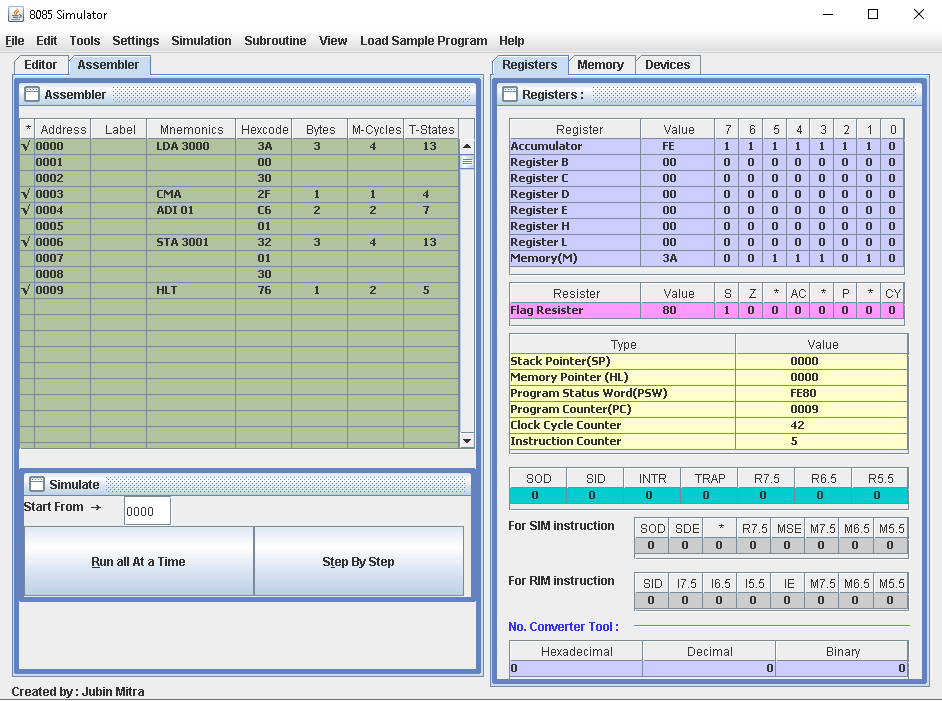 8085 Simulator
File Edit Tools Settings Simulation Subroutine View Load Sample Program Help
Editor Assembler
Assembler
* Address Label Mnemonics Hexcode Bytes M-Cycles T-States
√ 0000 LDA 3000 3A 3 4 13
0001 00
0002 30
√ 0003 CMA 2F 1 1 4
√ 0004 ADI 01 C6 2 2 7
0005 01
√ 0006 STA 3001 32 3 4 13
0007 01
0008 30
√ 0009 HLT 76 1 2 5
Simulate
Start From → 0000
Run all At a Time Step By Step
Created by : Jubin Mitra
Registers Memory Devices
Registers :
Register Value 7 6 5 4 3 2 1 0
Accumulator FE 1 1 1 1 1 1 1 0
Register B 00 0 0 0 0 0 0 0 0
Register C 00 0 0 0 0 0 0 0 0
Register D 00 0 0 0 0 0 0 0 0
Register E 00 0 0 0 0 0 0 0 0
Register H 00 0 0 0 0 0 0 0 0
Register L 00 0 0 0 0 0 0 0 0
Memory(M) 3A 0 0 1 1 1 0 1 0
Resister Value S Z * AC * P * CY
Flag Resister 80 1 0 0 0 0 0 0 0
Type Value
Stack Pointer(SP) 0000
Memory Pointer (HL) 0000
Program Status Word(PSW) FE80
Program Counter(PC) 0009
Clock Cycle Counter 42
Instruction Counter 5
SOD SID INTR TRAP R7.5 R6.5 R5.5
0 0 0 0 0 0 0
For SIM instruction SOD SDE * R7.5 MSE M7.5 M6.5 M5.5
0 0 0 0 0 0 0 0
For RIM instruction SID I7.5 I6.5 I5.5 IE M7.5 M6.5 M5.5
0 0 0 0 0 0 0 0
No. Converter Tool :
Hexadecimal Decimal Binary
0 0 0